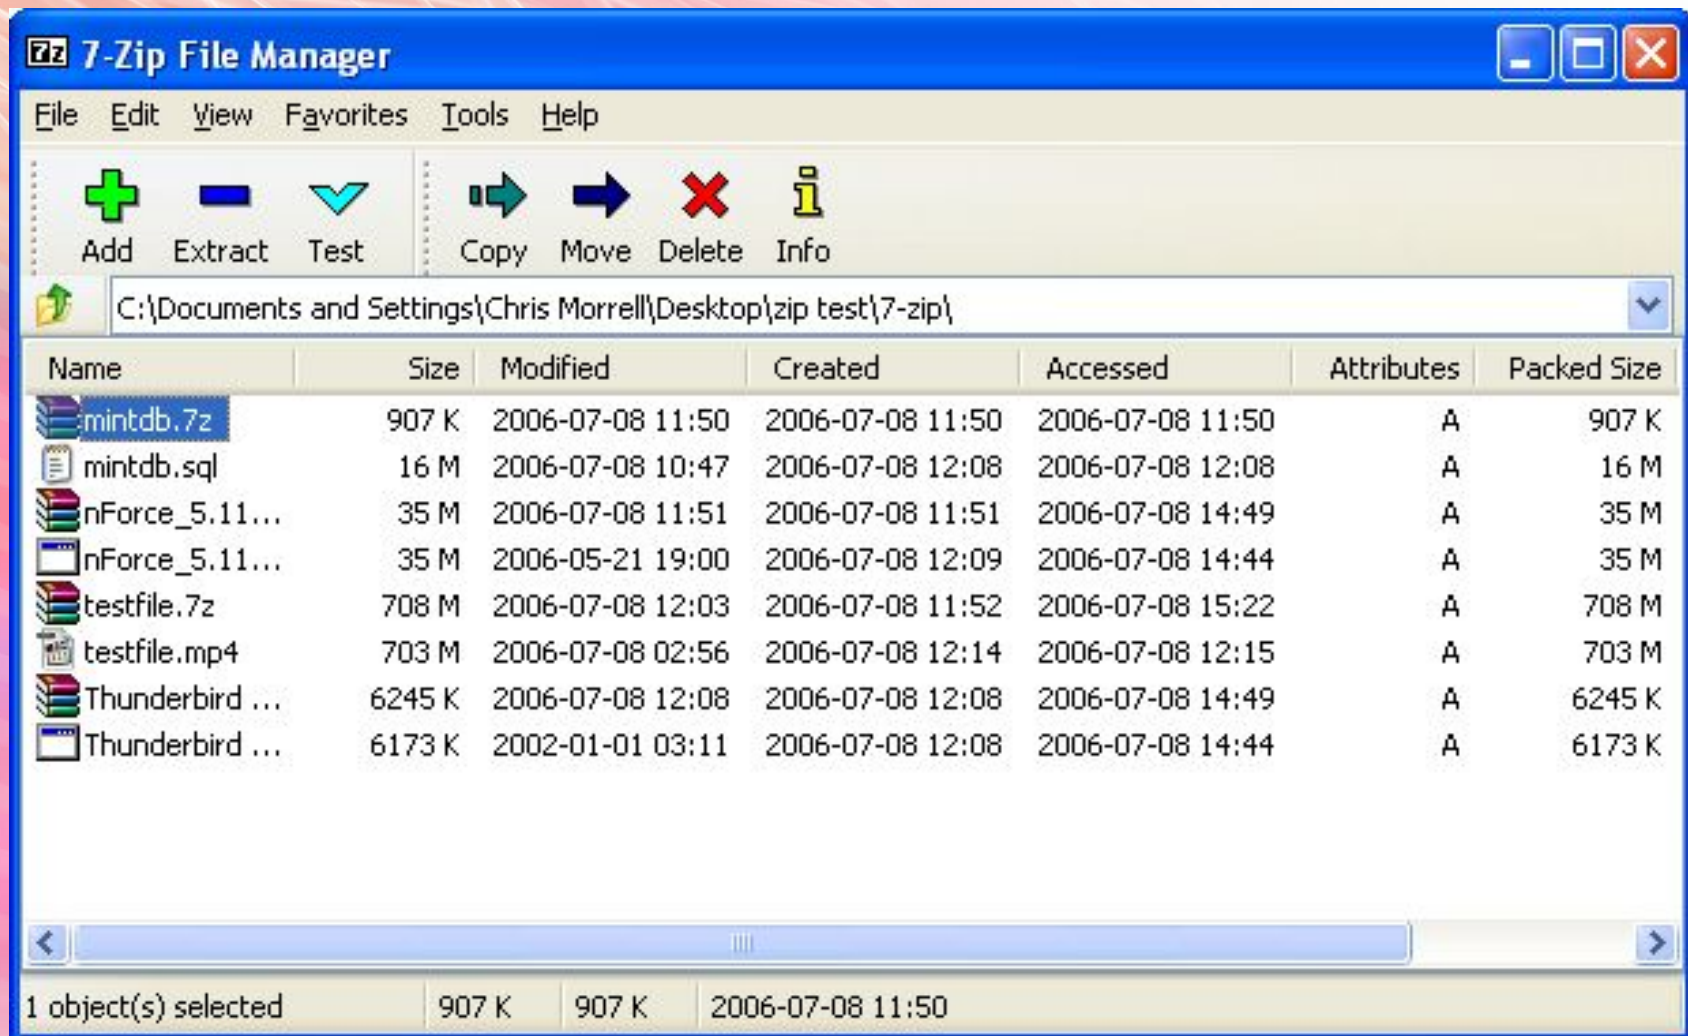 7-Zip File Manager
File Edit View Favorites Tools Help
Add Extract Test Copy Move Delete Info
C:\Documents and Settings\Chris Morrell\Desktop\zip test\7-zip\
Name Size Modified Created Accessed Attributes Packed Size
mintdb.7z 907 K 2006-07-08 11:50 2006-07-08 11:50 2006-07-08 11:50 A 907 K
mintdb.sql 16 M 2006-07-08 10:47 2006-07-08 12:08 2006-07-08 12:08 A 16 M
nForce_5.11... 35 M 2006-07-08 11:51 2006-07-08 11:51 2006-07-08 14:49 A 35 M
nForce_5.11... 35 M 2006-05-21 19:00 2006-07-08 12:09 2006-07-08 14:44 A 35 M
testfile.7z 708 M 2006-07-08 12:03 2006-07-08 11:52 2006-07-08 15:22 A 708 M
testfile.mp4 703 M 2006-07-08 02:56 2006-07-08 12:14 2006-07-08 12:15 A 703 M
Thunderbird ... 6245 K 2006-07-08 12:08 2006-07-08 12:08 2006-07-08 14:49 A 6245 K
Thunderbird ... 6173 K 2002-01-01 03:11 2006-07-08 12:08 2006-07-08 14:44 A 6173 K
1 object(s) selected 907 K 907 K 2006-07-08 11:50